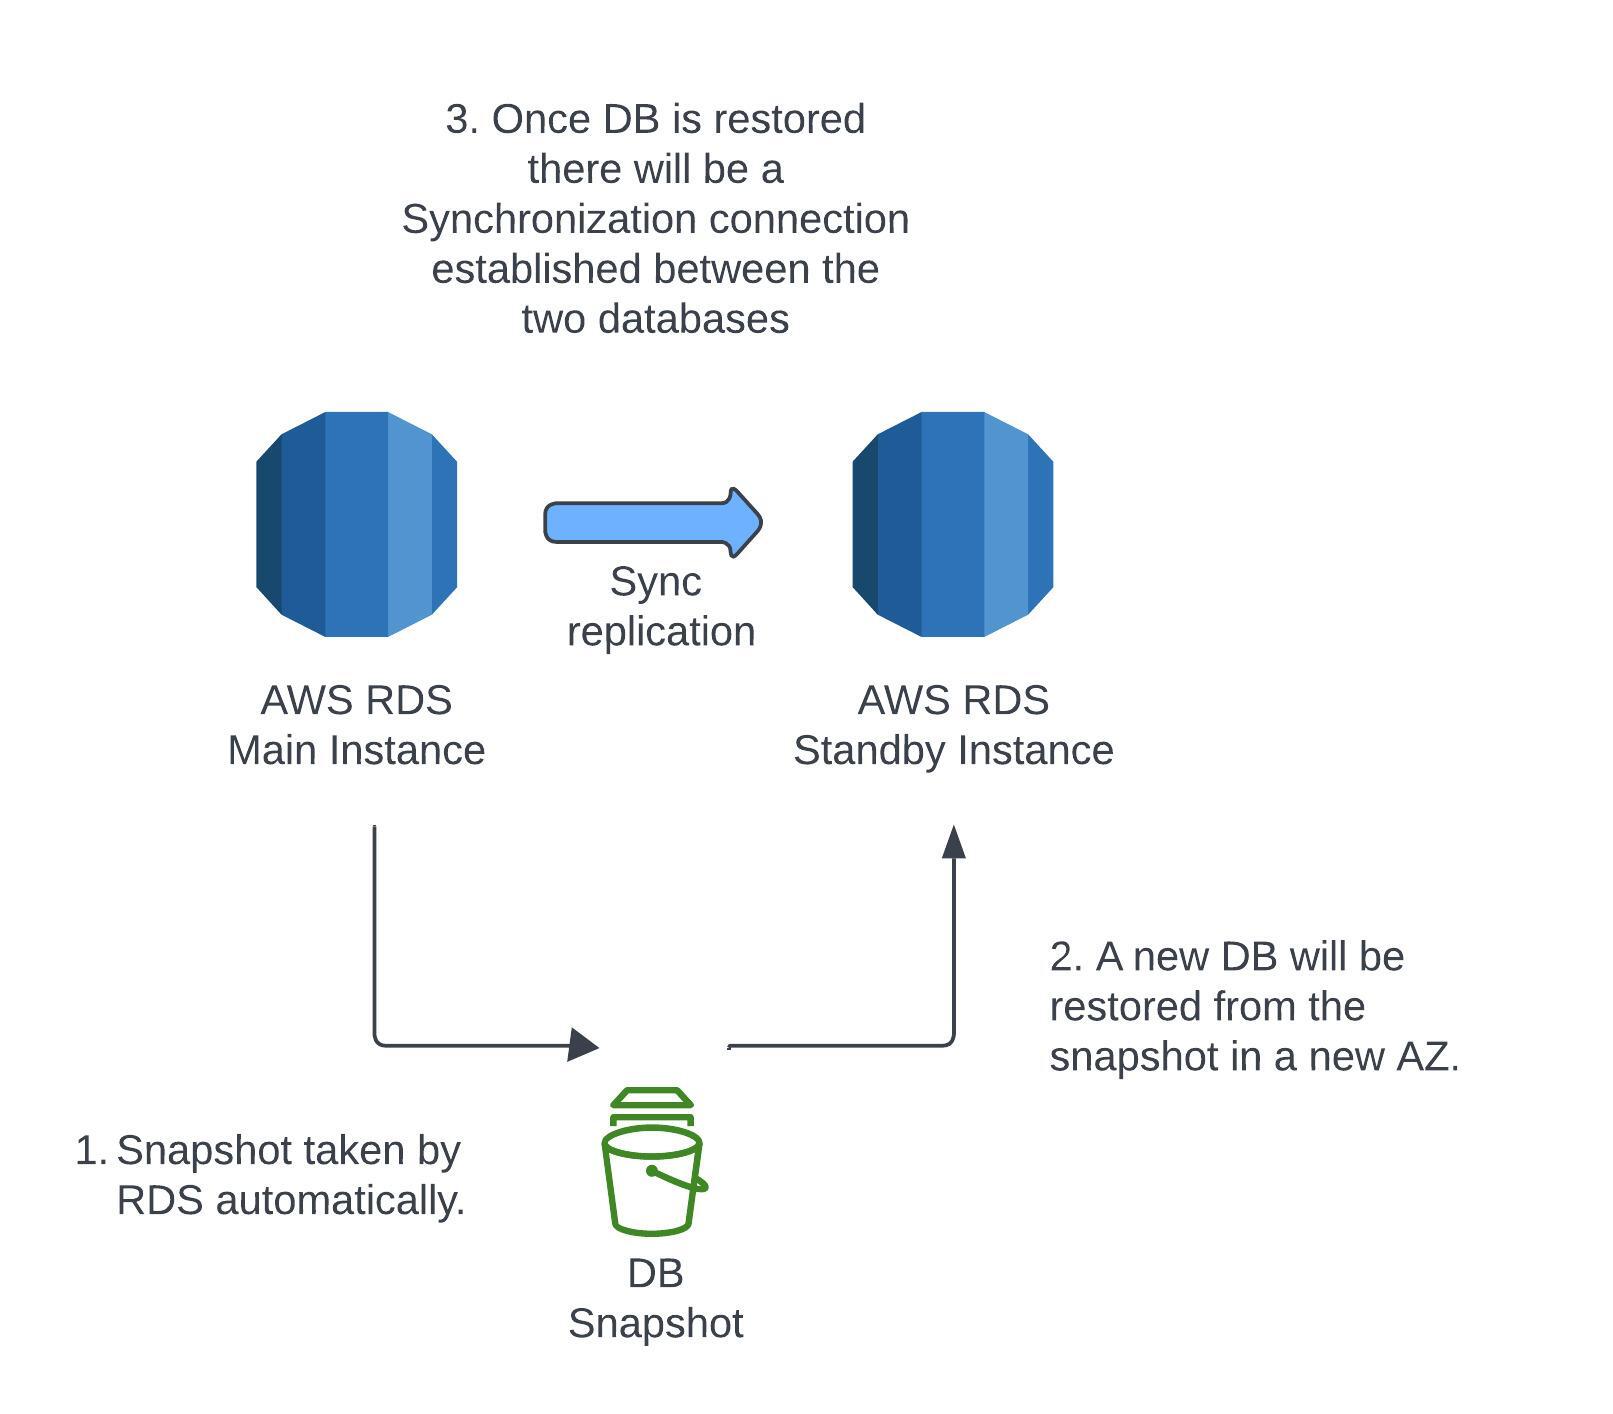 3. Once DB is restored
there will be a
Synchronization connection
established between the
two databases
Sync
replication
AWS RDS
Main Instance
AWS RDS
Standby Instance
2. A new DB will be
restored from the
snapshot in a new AZ.
1. Snapshot taken by
RDS automatically.
DB
Snapshot